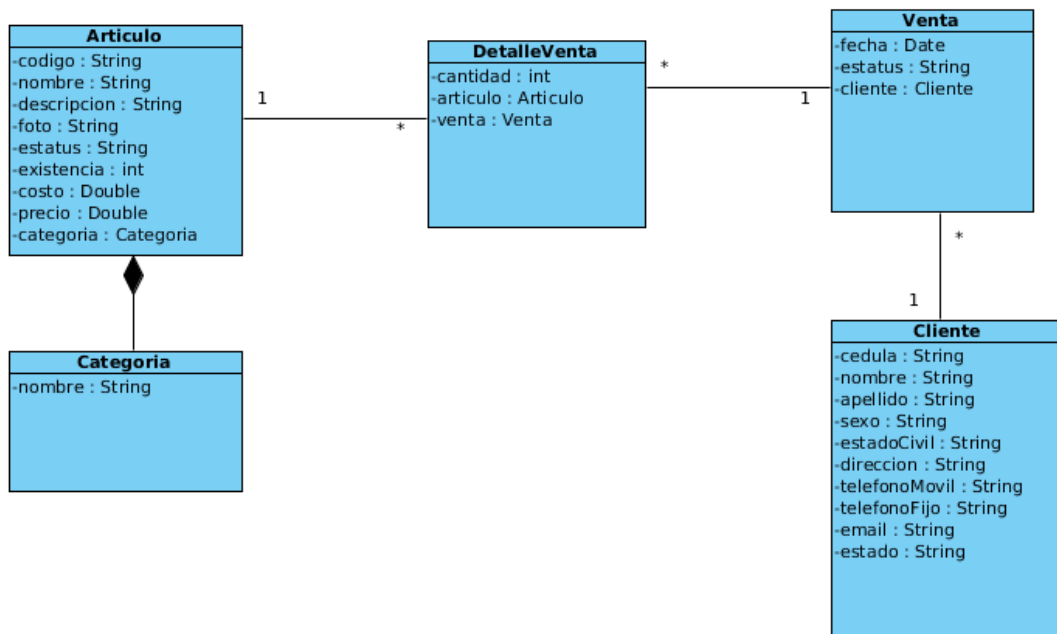 Articulo
-codigo : String
-nombre : String
-descripcion : String
-foto : String
-estatus : String
-existencia : int
-costo : Double
-precio : Double
-categoria : Categoria
1
*
DetalleVenta
-cantidad : int
-articulo : Articulo
-venta : Venta
*
1
Venta
-fecha : Date
-estatus : String
-cliente : Cliente
*
1
Categoria
-nombre : String
Cliente
-cedula : String
-nombre : String
-apellido : String
-sexo : String
-estadoCivil : String
-direccion : String
-telefonoMovil : String
-telefonoFijo : String
-email : String
-estado : String